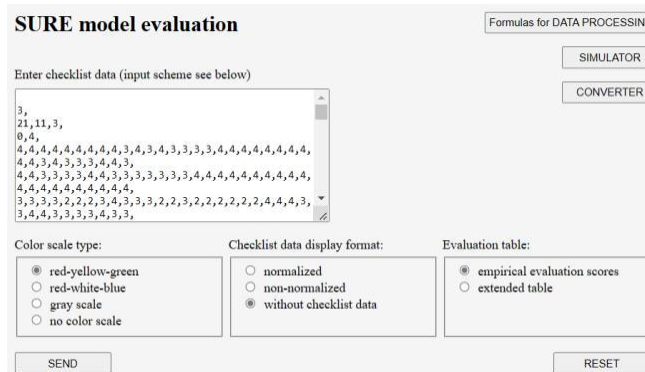 SURE model evaluation
Formulas for DATA PROCESSIN
SIMULATOR
Enter checklist data (input scheme see below)
CONVERTER
3,
21,11,3,
0,4,
4,4,4,4,4,4,4,4,4,3,4,3,4,3,3,3,3,4,4,4,4,4,4,4,4,
4,4,3,4,3,3,3,4,4,3,
4,4,3,3,3,3,4,4,3,3,3,3,3,3,3,4,4,4,4,4,4,4,4,4,4,
4,4,4,4,4,4,4,4,4,4,
3,3,3,3,2,2,2,3,4,3,3,3,2,2,3,2,2,2,2,2,2,4,4,4,3,
3,4,4,3,3,3,3,4,3,3,
Color scale type:
red-yellow-green
red-white-blue
gray scale
no color scale
Checklist data display format:
normalized
non-normalized
without checklist data
Evaluation table:
empirical evaluation scores
extended table
SEND
RESET